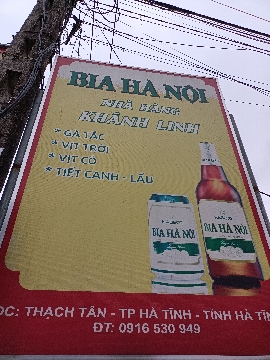 BIA HÀ NỘI
NHÀ HÀNG
KHÁNH LINH
* GÀ TẮC
* VỊT TRỜI
* VỊT CỎ
* TIẾT CANH - LẨU
BIA HÀ NỘI
BIA HÀ NỘI
ĐC: THẠCH TÂN - TP HÀ TĨNH - TỈNH HÀ TĨNH
ĐT: 0916 530 949